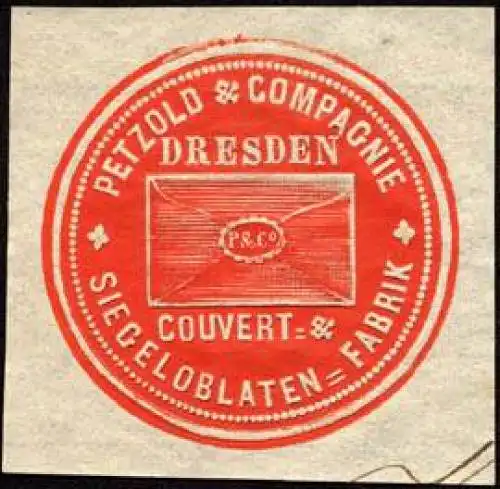 PETZOLD & COMPAGNIE
DRESDEN
P & Co
COUVERT= &
SIEGELOBLATEN=FABRIK